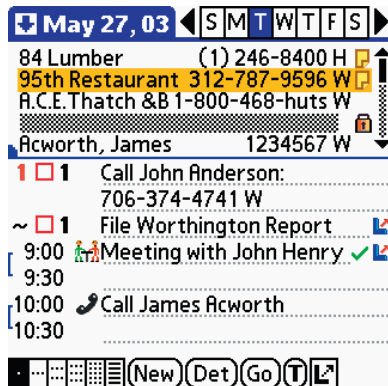 May 27, 03 S M T W T F S
84 Lumber (1) 246-8400 H
95th Restaurant 312-787-9596 W
A.C.E.Thatch &B 1-800-468-huts W
Acworth, James 1234567 W
1 1 Call John Anderson:
706-374-4741 W
~ 1 File Worthington Report
9:00 Meeting with John Henry
9:30
10:00 Call James Acworth
10:30
New Det Go T